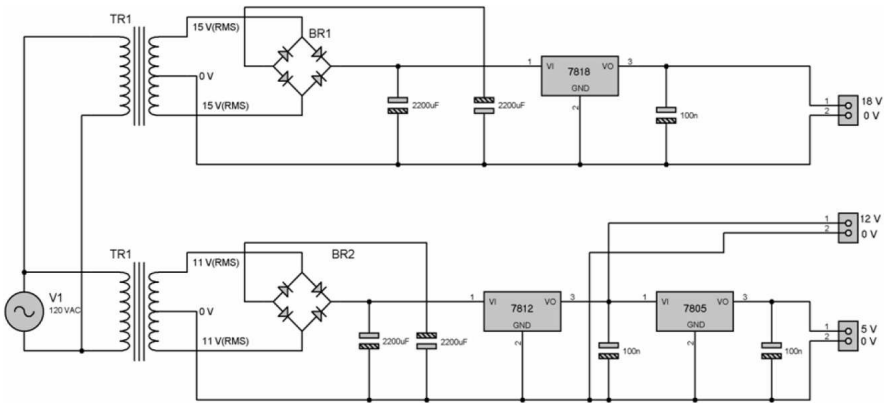 TR1
15 V(RMS)
0 V
15 V(RMS)
BR1
2200uF
2200uF
1
VI
7818
GND
VO
3
2
100n
1
2
18 V
0 V
V1
120 VAC
TR1
11 V(RMS)
0 V
11 V(RMS)
BR2
2200uF
2200uF
1
VI
7812
GND
VO
3
2
100n
1
VI
7805
GND
VO
3
2
100n
1
2
12 V
0 V
1
2
5 V
0 V